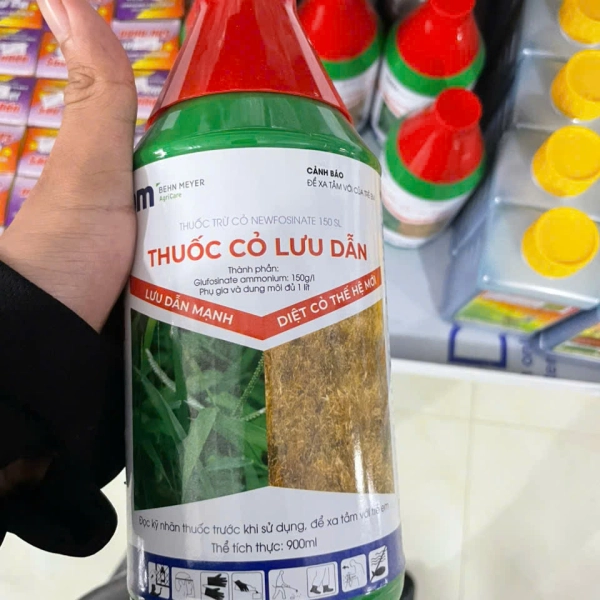 BEHN MEYER
AgriCare
CẢNH BÁO
ĐỂ XA TẦM VỚI CỦA TRẺ EM
THUỐC TRỪ CỎ NEWFOSINATE 150 SL
THUỐC CỎ LƯU DẪN
Thành phần:
Glufosinate ammonium: 150g/l
Phụ gia và dung môi đủ 1 lít
LƯU DẪN MẠNH
DIỆT CỎ THẾ HỆ MỚI
Đọc kỹ nhãn thuốc trước khi sử dụng, để xa tầm với trẻ em
Thể tích thực: 900ml